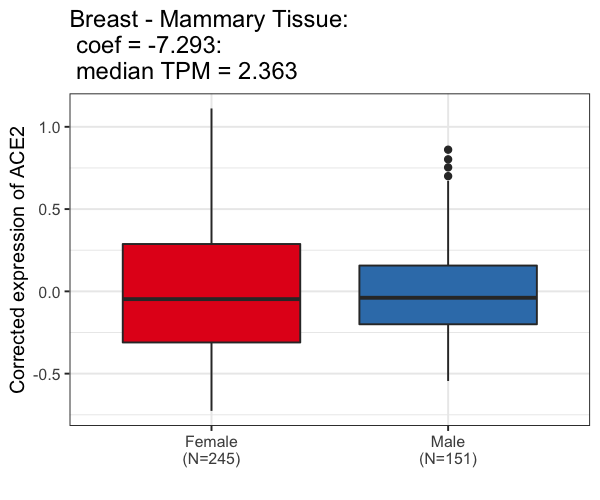 Breast - Mammary Tissue:
coef = -7.293:
median TPM = 2.363
Corrected expression of ACE2
1.0
0.5
0.0
-0.5
Female
(N=245)
Male
(N=151)